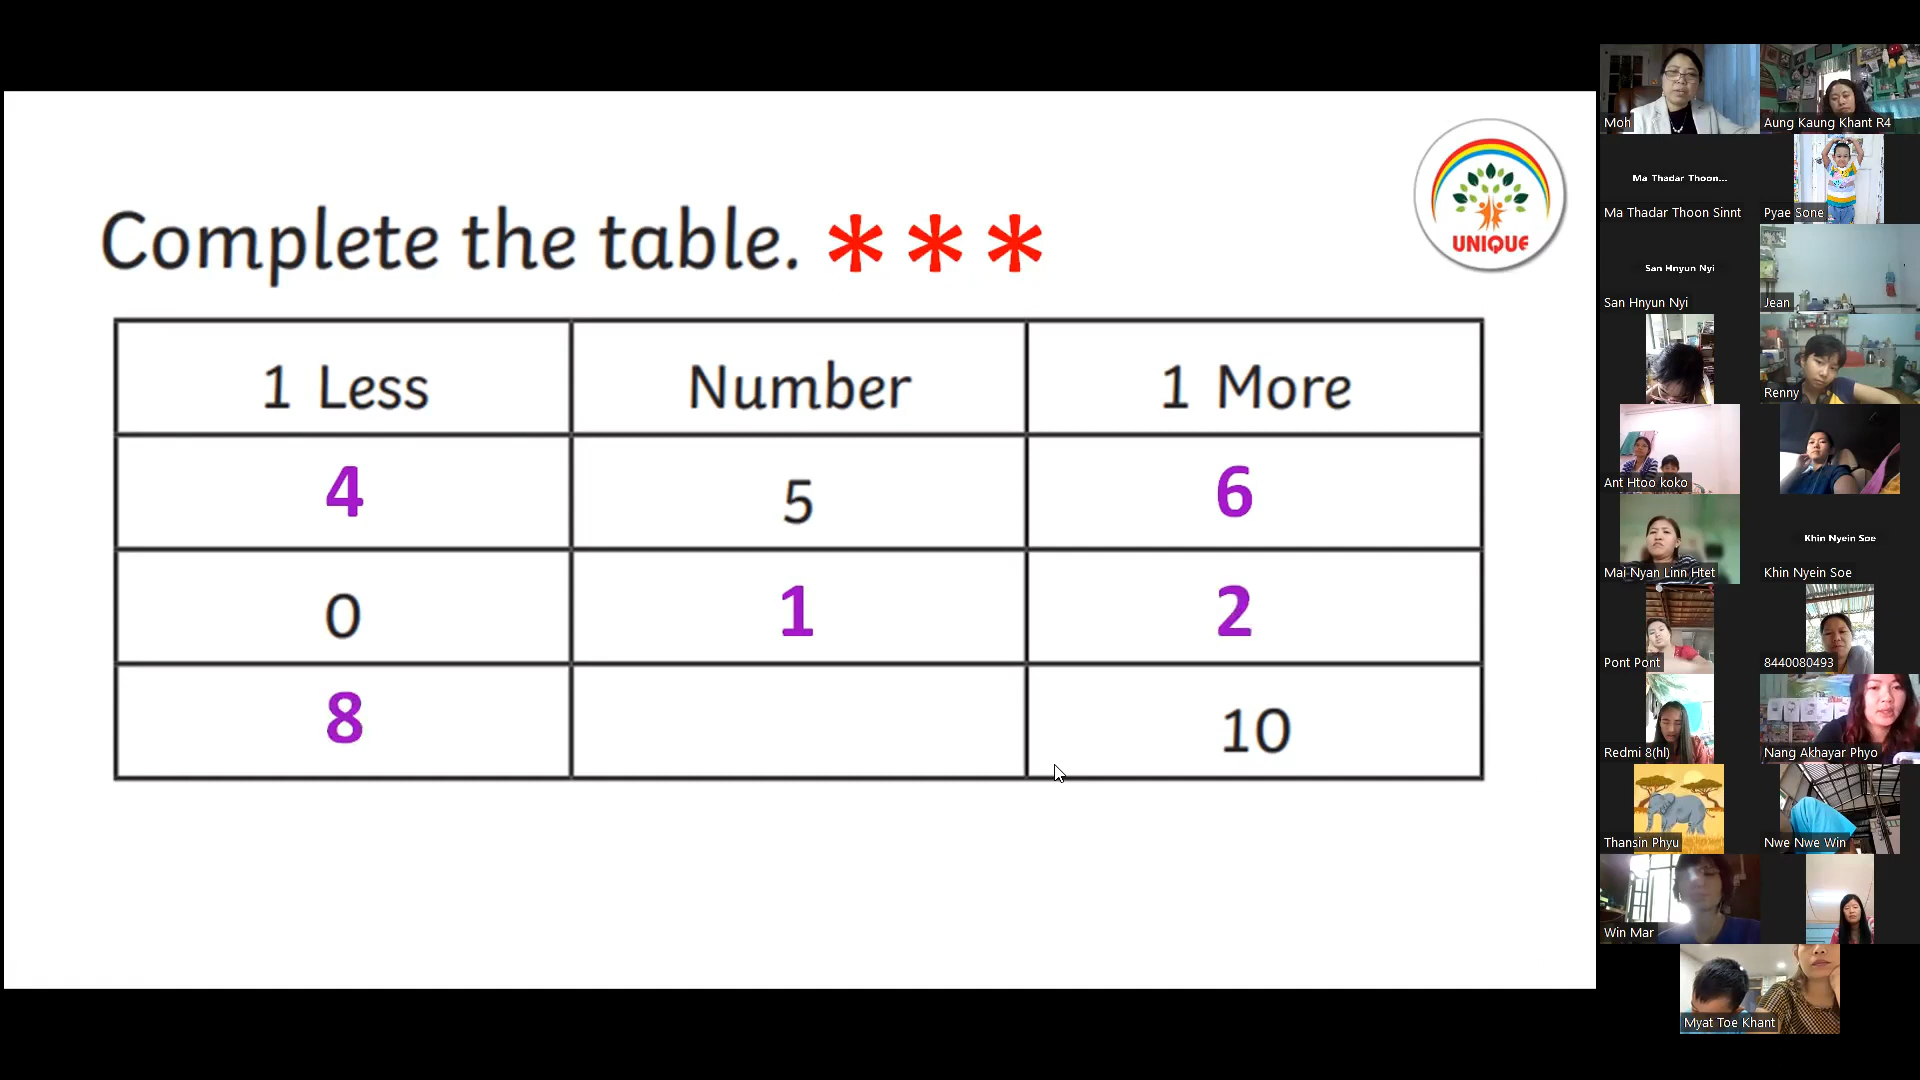 Complete the table. * * *
UNIQUE
1 Less Number 1 More
4 5 6
0 1 2
8 10
Moh
Aung Kaung Khant R4
Ma Thadar Thoon...
Ma Thadar Thoon Sinnt
Pyae Sone
San Hnyun Nyi
San Hnyun Nyi
Jean
Renny
Ant Htoo koko
Mai Nyan Linn Htet
Khin Nyein Soe
Khin Nyein Soe
Pont Pont
8440080493
Redmi 8(hl)
Nang Akhayar Phyo
Thansin Phyu
Nwe Nwe Win
Win Mar
Myat Toe Khant